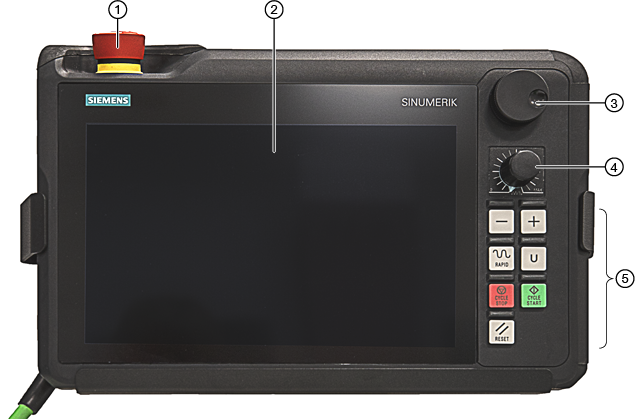 1
2
SIEMENS
SINUMERIK
3
4
− +
RAPID
U
5
CYCLE
STOP
CYCLE
START
RESET